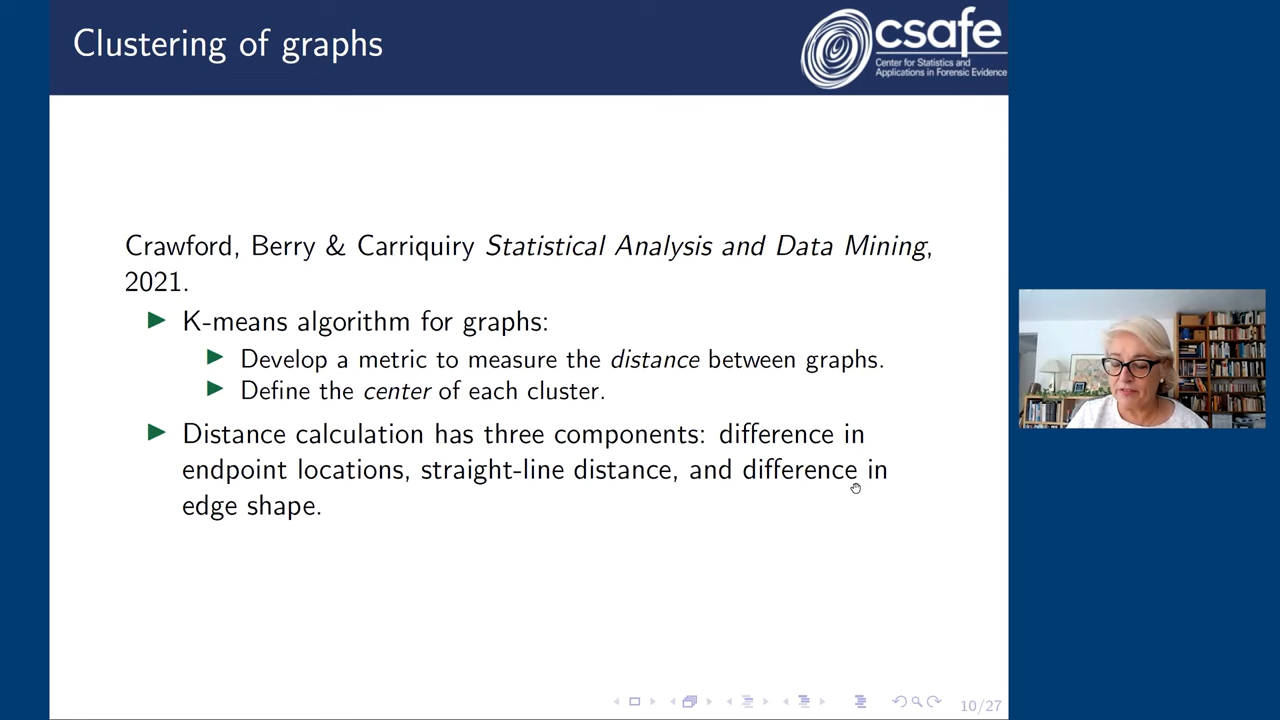 Clustering of graphs
csafe
Center for Statistics and
Applications in Forensic Evidence
Crawford, Berry & Carriquiry Statistical Analysis and Data Mining,
2021.
K-means algorithm for graphs:
Develop a metric to measure the distance between graphs.
Define the center of each cluster.
Distance calculation has three components: difference in
endpoint locations, straight-line distance, and difference in
edge shape.
10/27